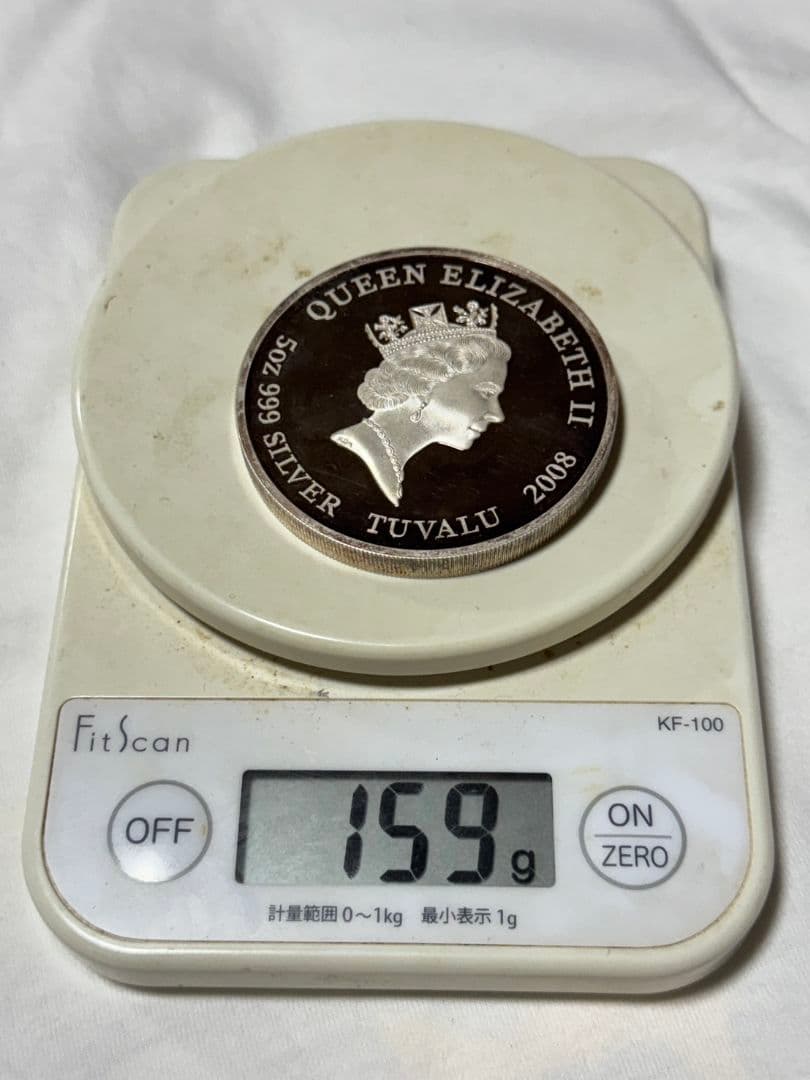 QUEEN ELIZABETH II
5OZ 999 SILVER TUVALU 2008
FitScan
KF-100
OFF
159g
ON
ZERO
計量範囲 0～1kg 最小表示 1g